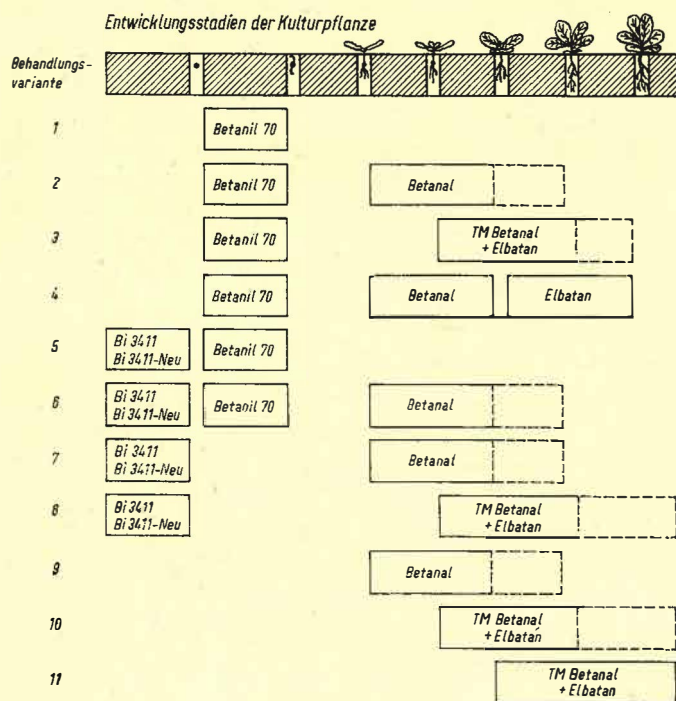 Entwicklungsstadien der Kulturpflanze
Behandlungs-
variante
1
Betanil 70
2
Betanil 70
Betanal
3
Betanil 70
TM Betanal
+ Elbatan
4
Betanil 70
Betanal
Elbatan
5
Bi 3411
Bi 3411-Neu
Betanil 70
6
Bi 3411
Bi 3411-Neu
Betanil 70
Betanal
7
Bi 3411
Bi 3411-Neu
Betanal
8
Bi 3411
Bi 3411-Neu
TM Betanal
+ Elbatan
9
Betanal
10
TM Betanal
+ Elbatan
11
TM Betanal
+ Elbatan